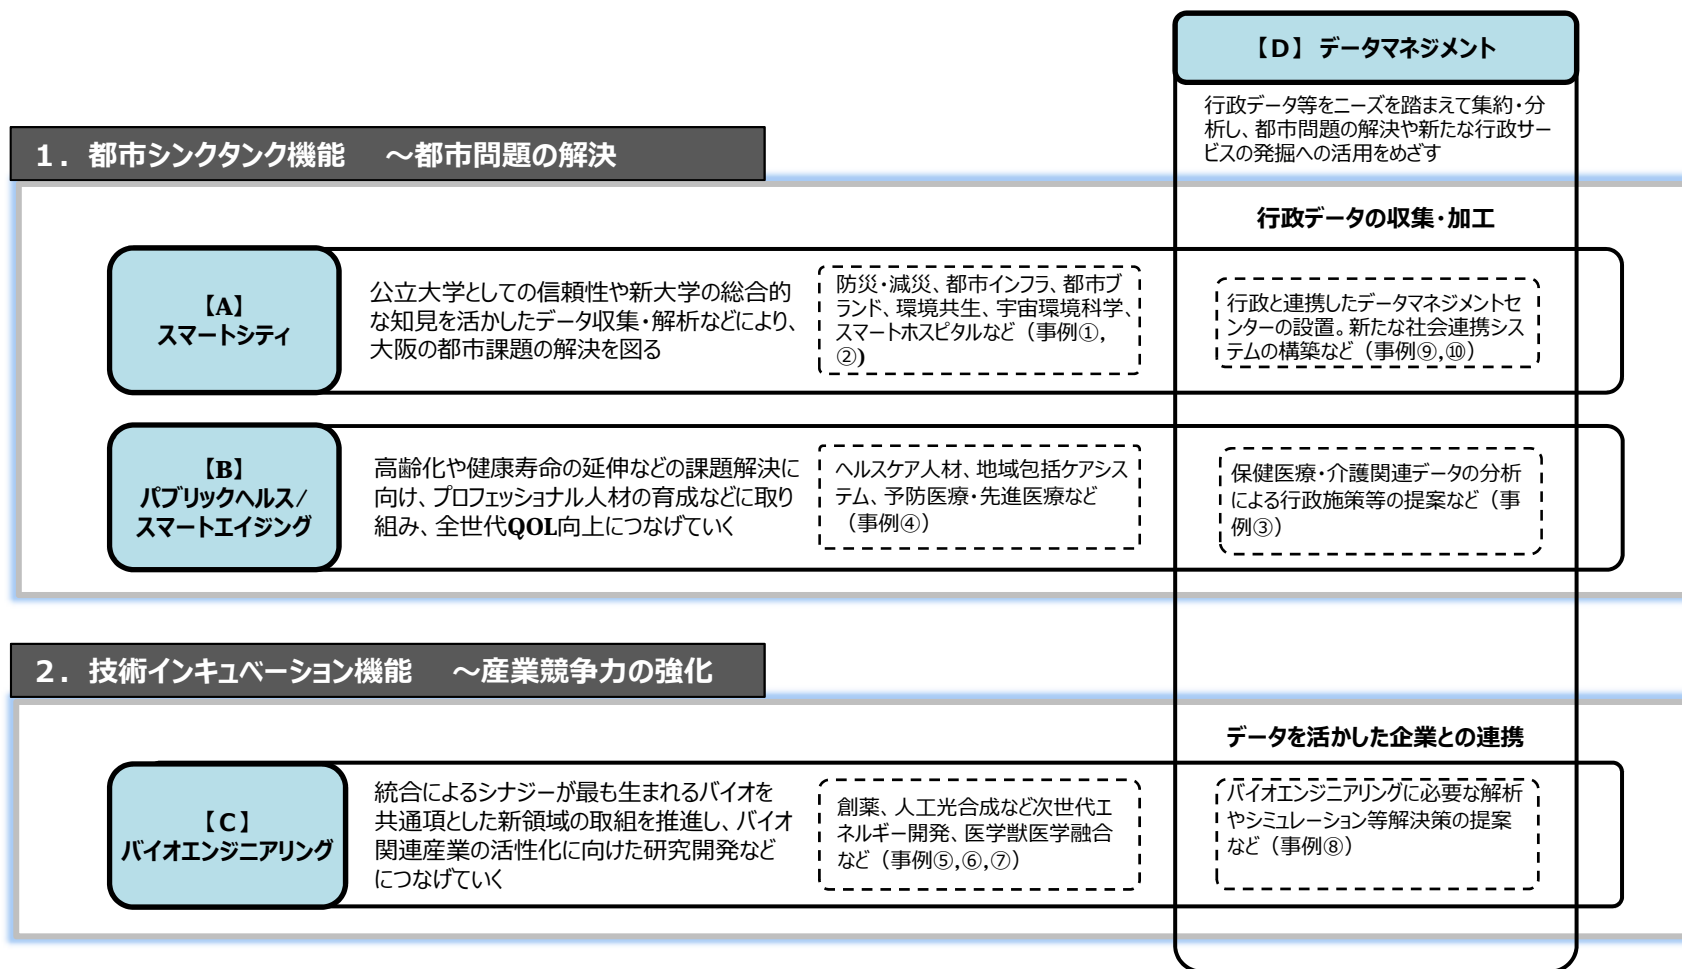 【D】 データマネジメント
行政データ等をニーズを踏まえて集約・分
析し、都市問題の解決や新たな行政サー
ビスの発掘への活用をめざす
1．都市シンクタンク機能　～都市問題の解決
行政データの収集・加工
【A】
スマートシティ
公立大学としての信頼性や新大学の総合的
な知見を活かしたデータ収集・解析などにより、
大阪の都市課題の解決を図る
防災・減災、都市インフラ、都市ブ
ランド、環境共生、宇宙環境科学、
スマートホスピタルなど（事例①,
②)
行政と連携したデータマネジメントセ
ンターの設置。新たな社会連携シス
テムの構築など（事例⑨,⑩）
【B】
パブリックヘルス/
スマートエイジング
高齢化や健康寿命の延伸などの課題解決に
向け、プロフェッショナル人材の育成などに取り
組み、全世代QOL向上につなげていく
ヘルスケア人材、地域包括ケアシス
テム、予防医療・先進医療など
（事例④）
保健医療・介護関連データの分析
による行政施策等の提案など（事
例③）
2．技術インキュベーション機能　～産業競争力の強化
データを活かした企業との連携
【C】
バイオエンジニアリング
統合によるシナジーが最も生まれるバイオを
共通項とした新領域の取組を推進し、バイオ
関連産業の活性化に向けた研究開発など
につなげていく
創薬、人工光合成など次世代エ
ネルギー開発、医学獣医学融合
など（事例⑤,⑥,⑦）
バイオエンジニアリングに必要な解析
やシミュレーション等解決策の提案
など（事例⑧）